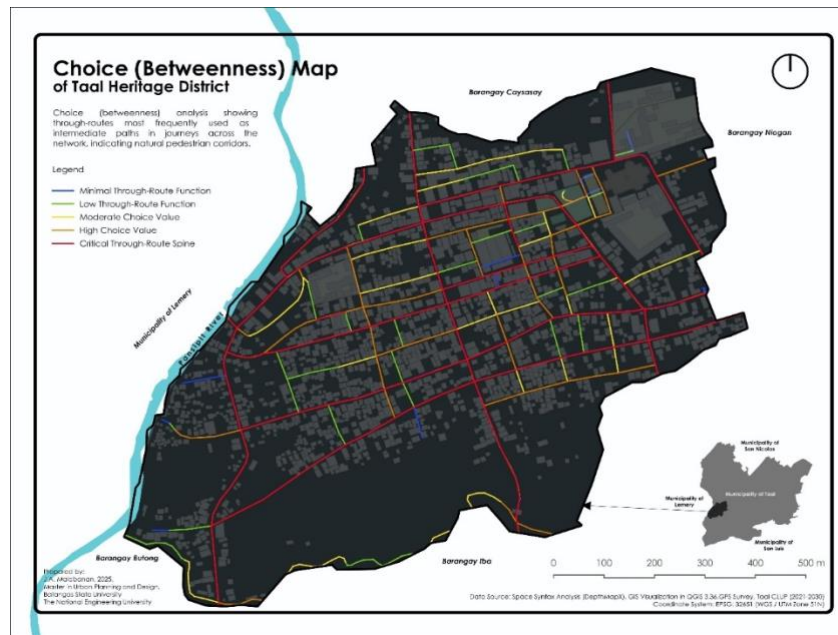 Choice (Betweenness) Map
of Taal Heritage District
Choice (betweenness) analysis showing
through-routes most frequently used as
intermediate paths in journeys across the
network, indicating natural pedestrian corridors.
Legend
Minimal Through-Route Function
Low Through-Route Function
Moderate Choice Value
High Choice Value
Critical Through-Route Spine
Barangay Caysasay
Barangay Niogan
Municipality of Lemery
Pansipit River
Municipality of
San Nicolas
Municipality of Taal
Municipality of
Lemery
Municipality of
San Luis
Barangay Butong
Barangay Iba
0 100 200 300 400 500 m
Prepared by:
J.A. Malabanan, 2025.
Master in Urban Planning and Design,
Batangas State University
The National Engineering University
Data Source: Space Syntax Analysis (DepthmapX), GIS Visualization in QGIS 3.36,GPS Survey, Taal CLUP (2021-2030)
Coordinate System: EPSG: 32651 (WGS / UTM Zone 51N)